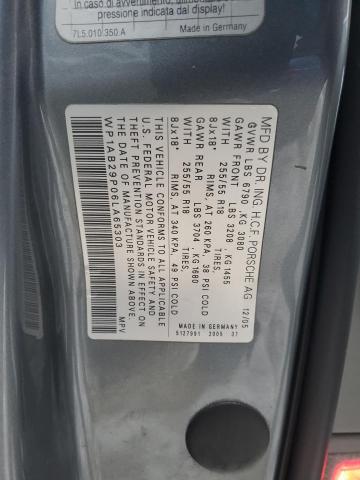 In caso di avvertimento,
pressione indicata dal display!
7L5.010.350 A Made in Germany
MFD BY DR. ING. H.C.F. PORSCHE AG 12/05
GVWR LBS 6790 ,KG 3080
GAWR FRONT LBS 3208 , KG 1455
WITH 255/55 R18 TIRES,
8Jx18" RIMS, AT 260 KPA, 38 PSI COLD
GAWR REAR LBS 3704 , KG 1680
WITH 255/55 R18 TIRES,
8Jx18" RIMS, AT 340 KPA, 49 PSI COLD
THIS VEHICLE CONFORMS TO ALL APPLICABLE
U.S. FEDERAL MOTOR VEHICLE SAFETY AND
THEFT PREVENTION STANDARDS IN EFFECT ON
THE DATE OF MANUFACTURE SHOWN ABOVE.
WP1AB29P06LA65303 MPV
MADE IN GERMANY
5127991 2005 37